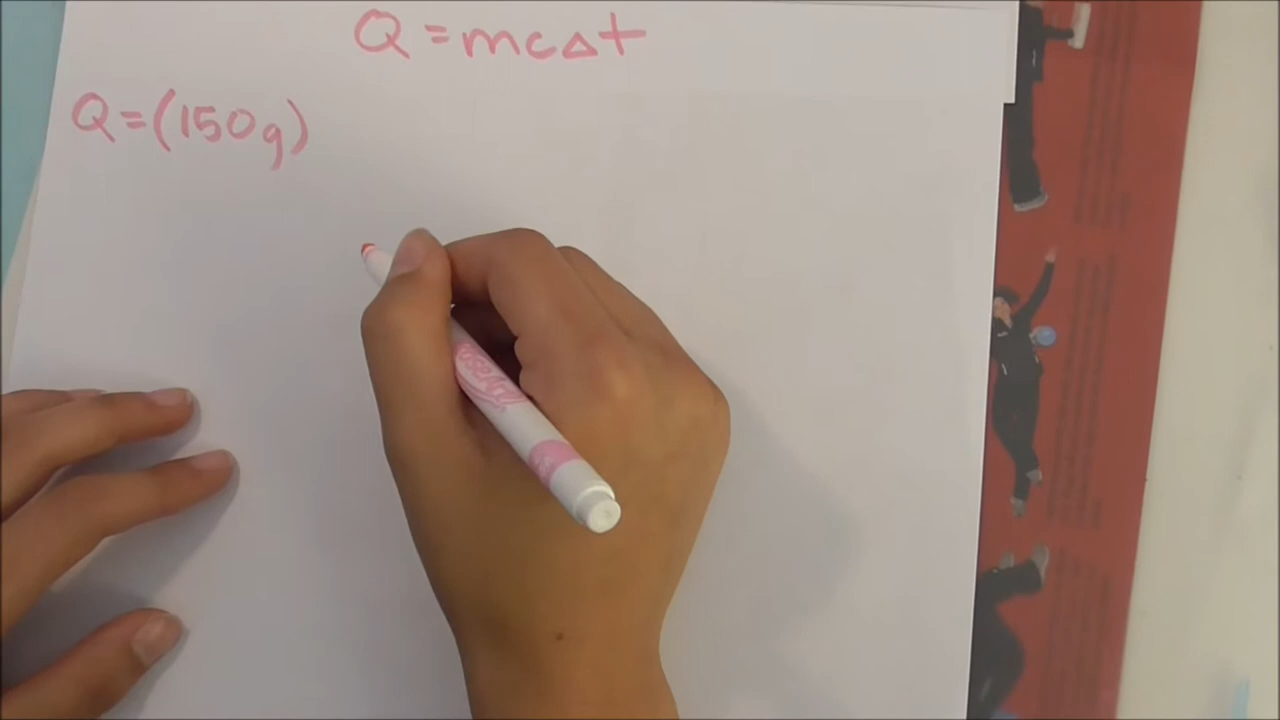 Q = mcΔt
Q=(150g)